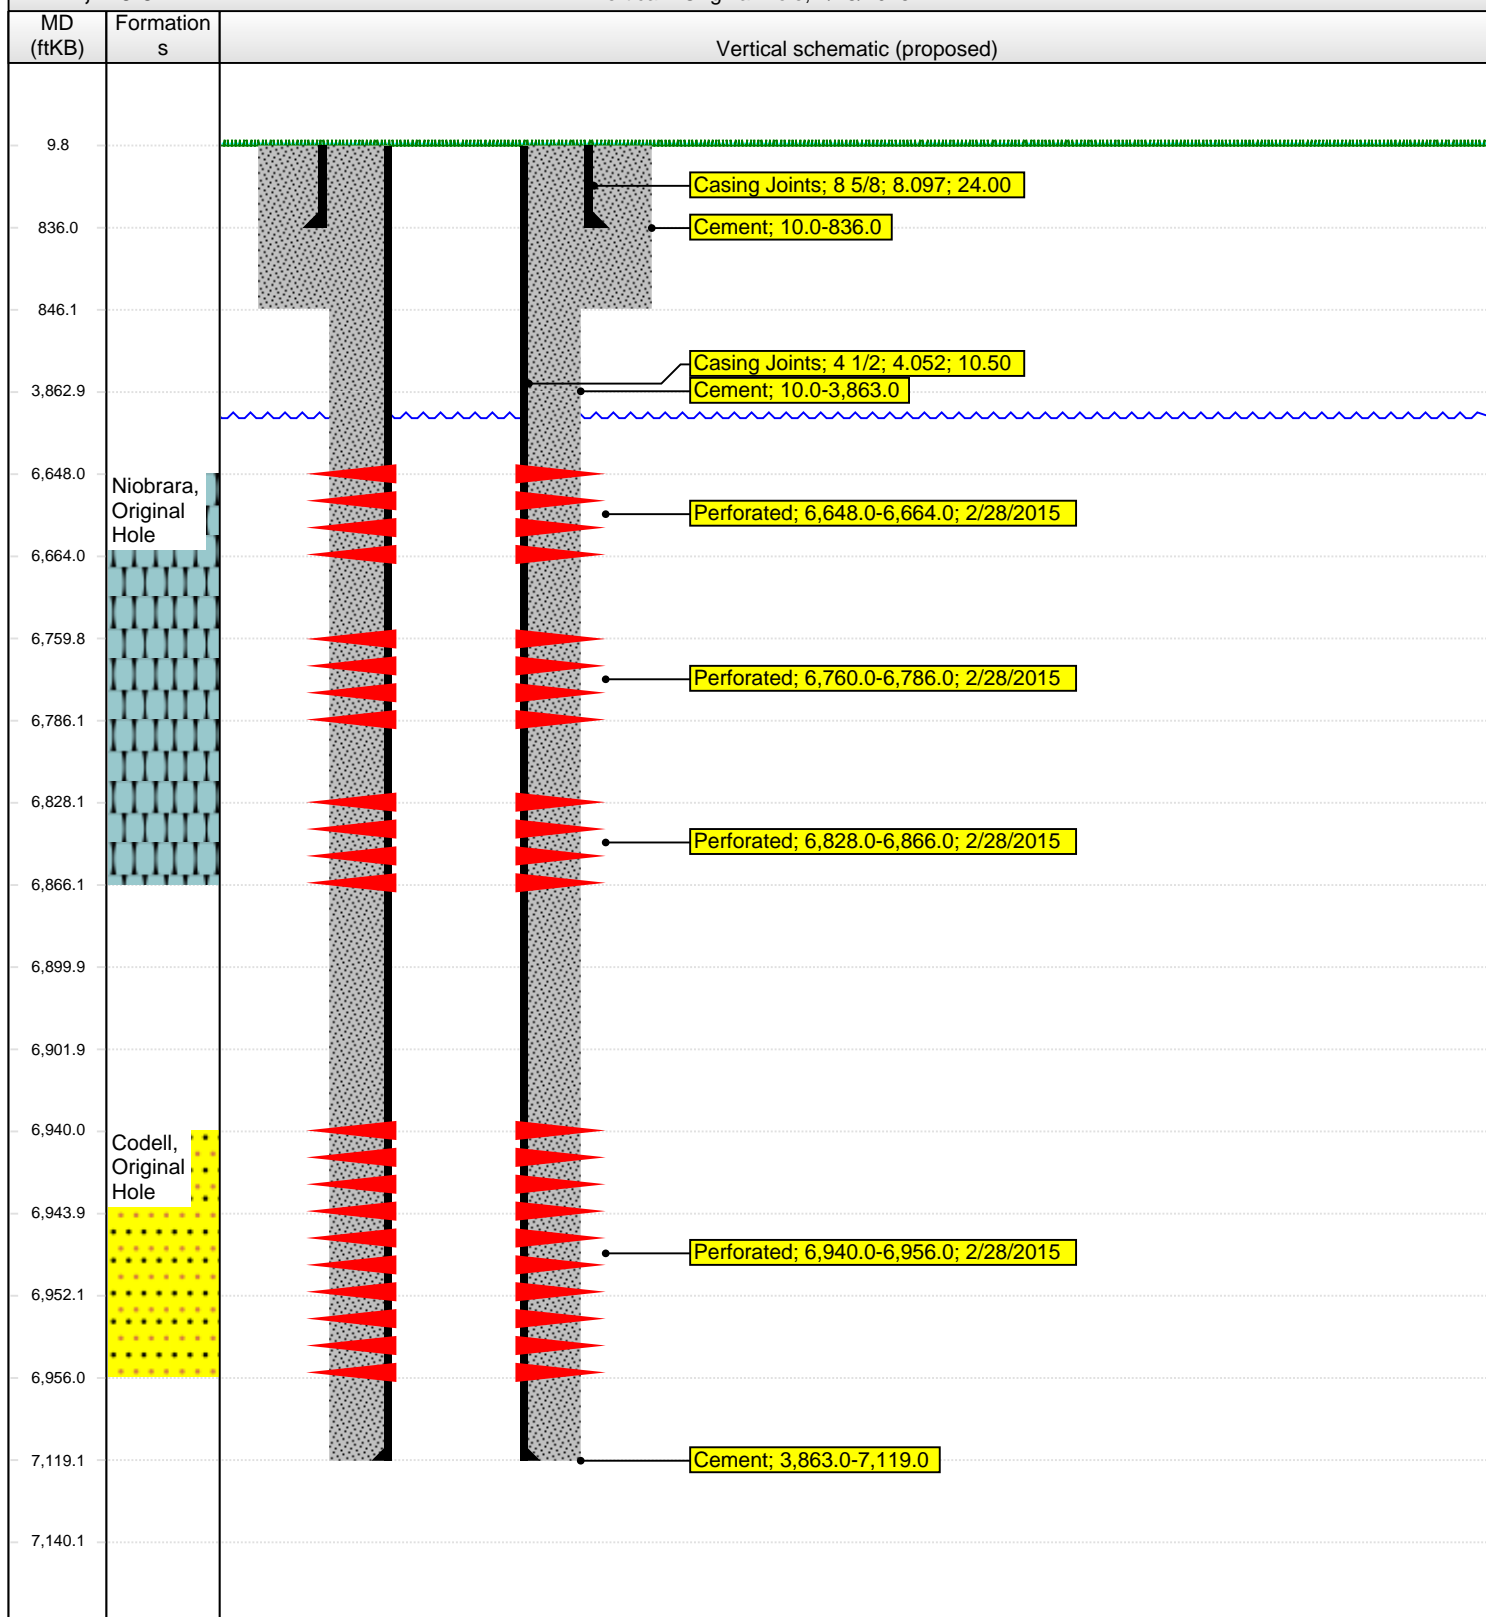 MD
(ftKB)
Formation
s
Vertical schematic (proposed)
9.8
Casing Joints; 8 5/8; 8.097; 24.00
836.0
Cement; 10.0-836.0
846.1
Casing Joints; 4 1/2; 4.052; 10.50
3,862.9
Cement; 10.0-3,863.0
6,648.0
Niobrara,
Original
Hole
Perforated; 6,648.0-6,664.0; 2/28/2015
6,664.0
6,759.8
Perforated; 6,760.0-6,786.0; 2/28/2015
6,786.1
6,828.1
Perforated; 6,828.0-6,866.0; 2/28/2015
6,866.1
6,899.9
6,901.9
6,940.0
Codell,
Original
Hole
6,943.9
Perforated; 6,940.0-6,956.0; 2/28/2015
6,952.1
6,956.0
7,119.1
Cement; 3,863.0-7,119.0
7,140.1